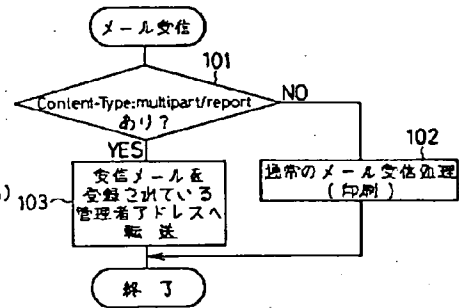 メール受信
101
Content-Type:multipart/report
あり?
NO
YES
102
通常のメール受信処理
(印刷)
103
受信メールを
登録されている
管理者アドレスへ
転送
終了